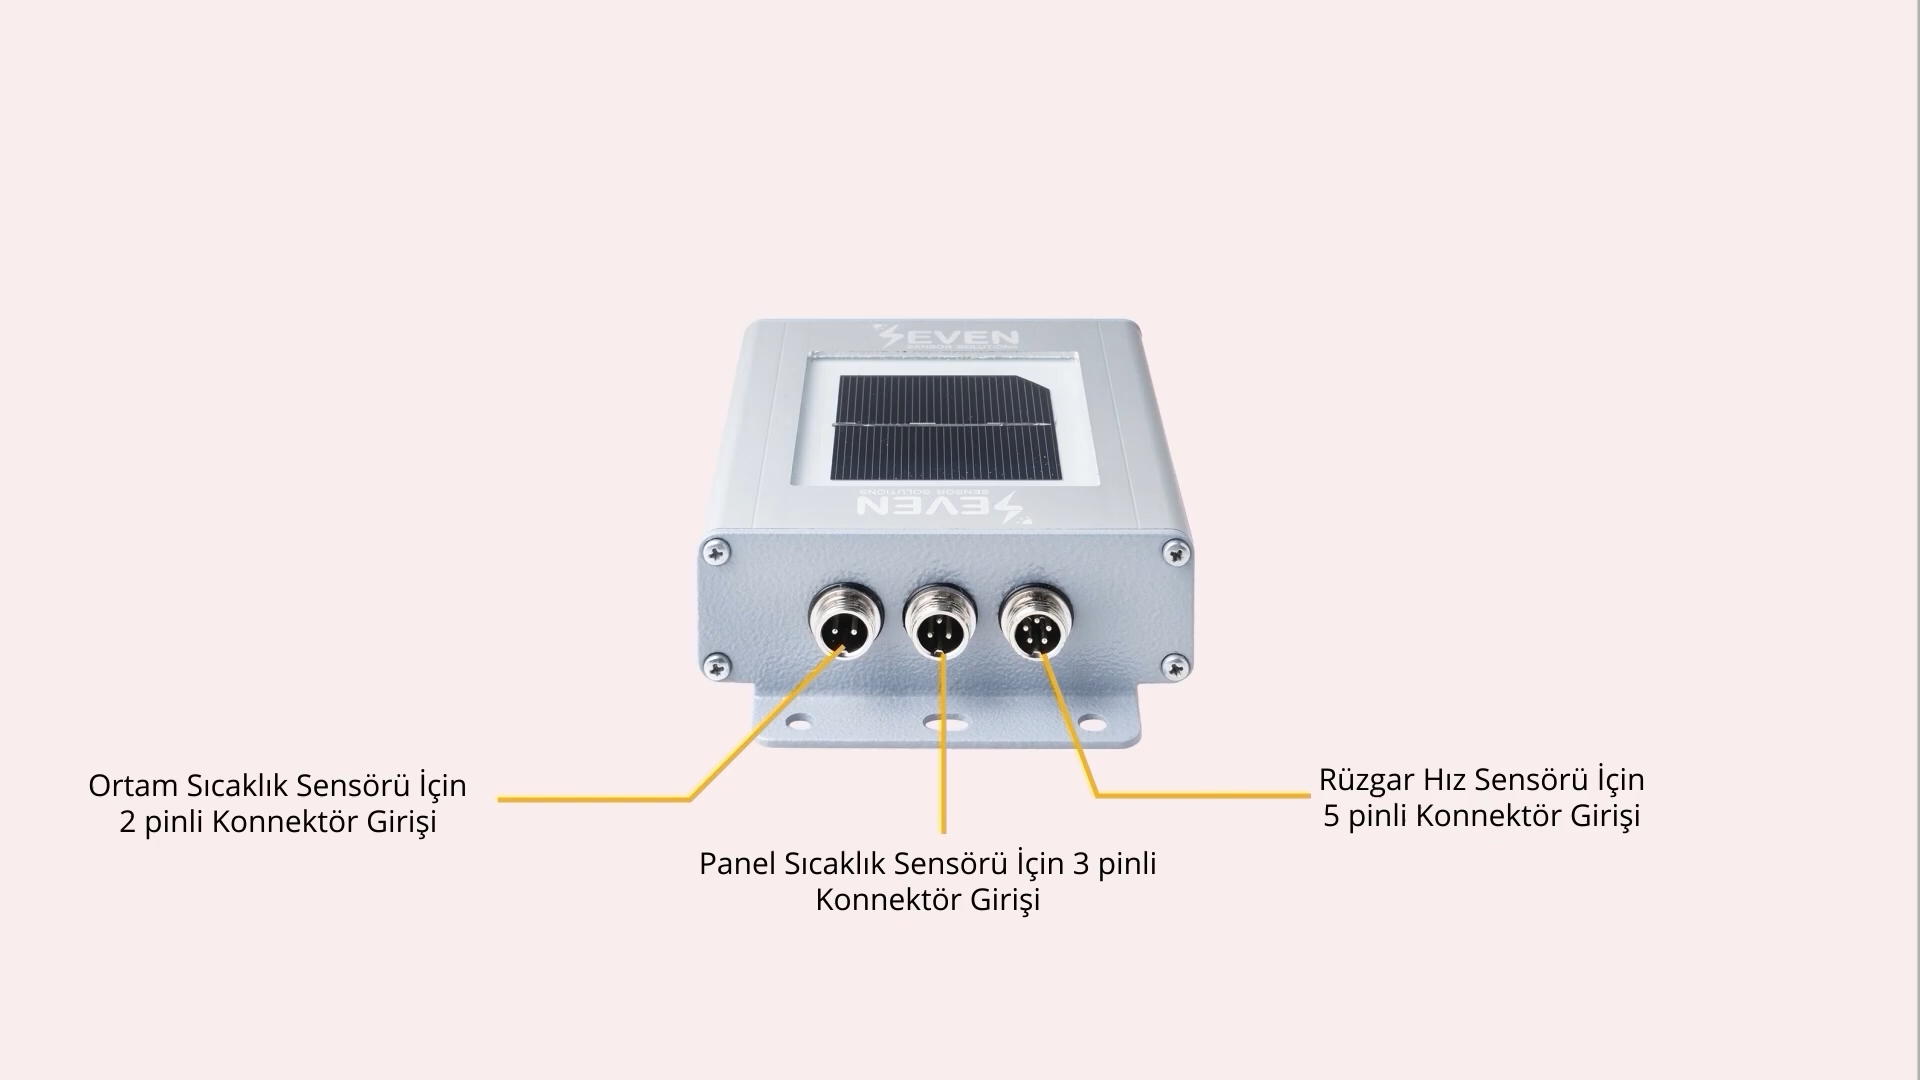 SEVEN
SENSOR SOLUTIONS
SENSOR SOLUTIONS
SEVEN
Ortam Sıcaklık Sensörü İçin
2 pinli Konnektör Girişi
Panel Sıcaklık Sensörü İçin 3 pinli
Konnektör Girişi
Rüzgar Hız Sensörü İçin
5 pinli Konnektör Girişi